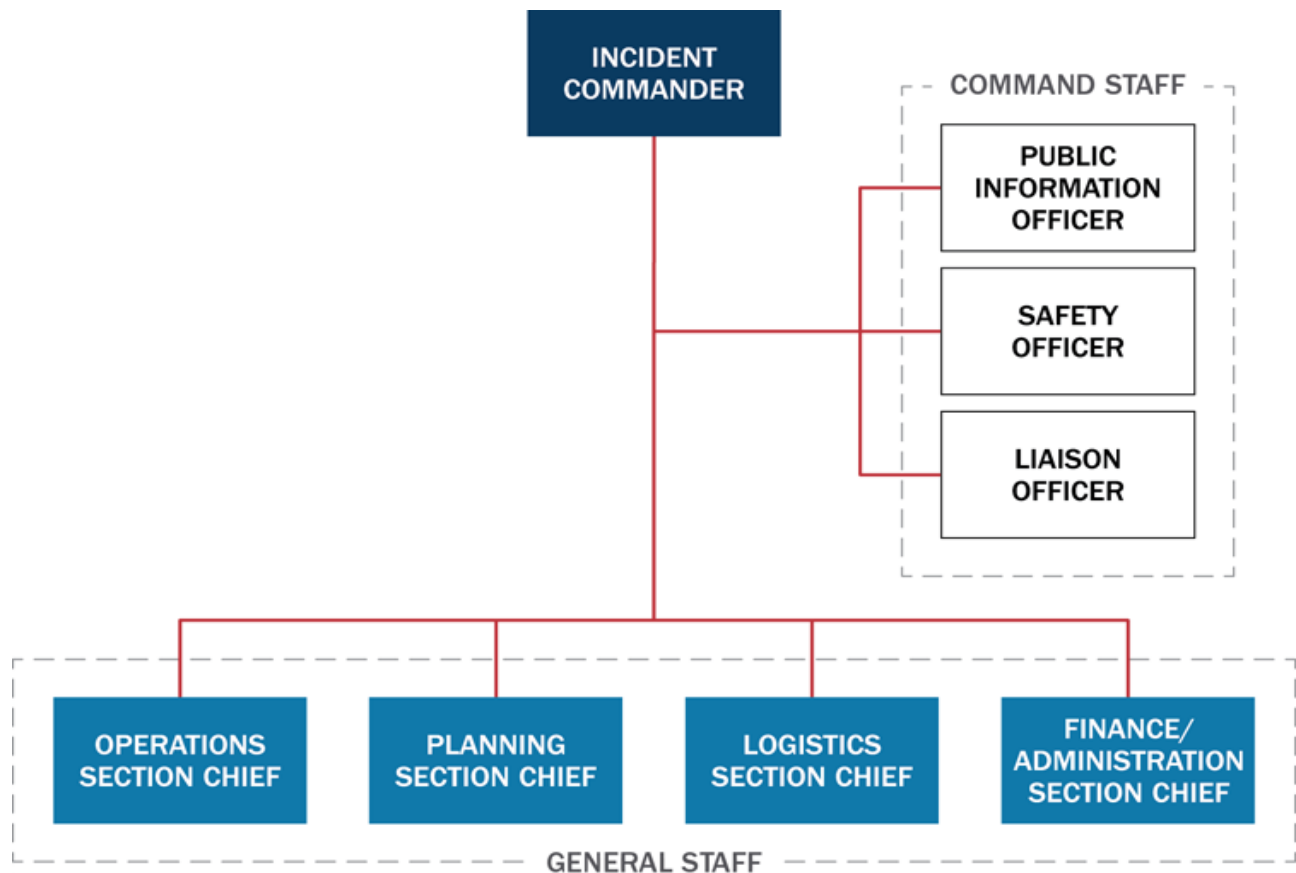 INCIDENT
COMMANDER
COMMAND STAFF
PUBLIC
INFORMATION
OFFICER
SAFETY
OFFICER
LIAISON
OFFICER
OPERATIONS
SECTION CHIEF
PLANNING
SECTION CHIEF
LOGISTICS
SECTION CHIEF
FINANCE/
ADMINISTRATION
SECTION CHIEF
GENERAL STAFF